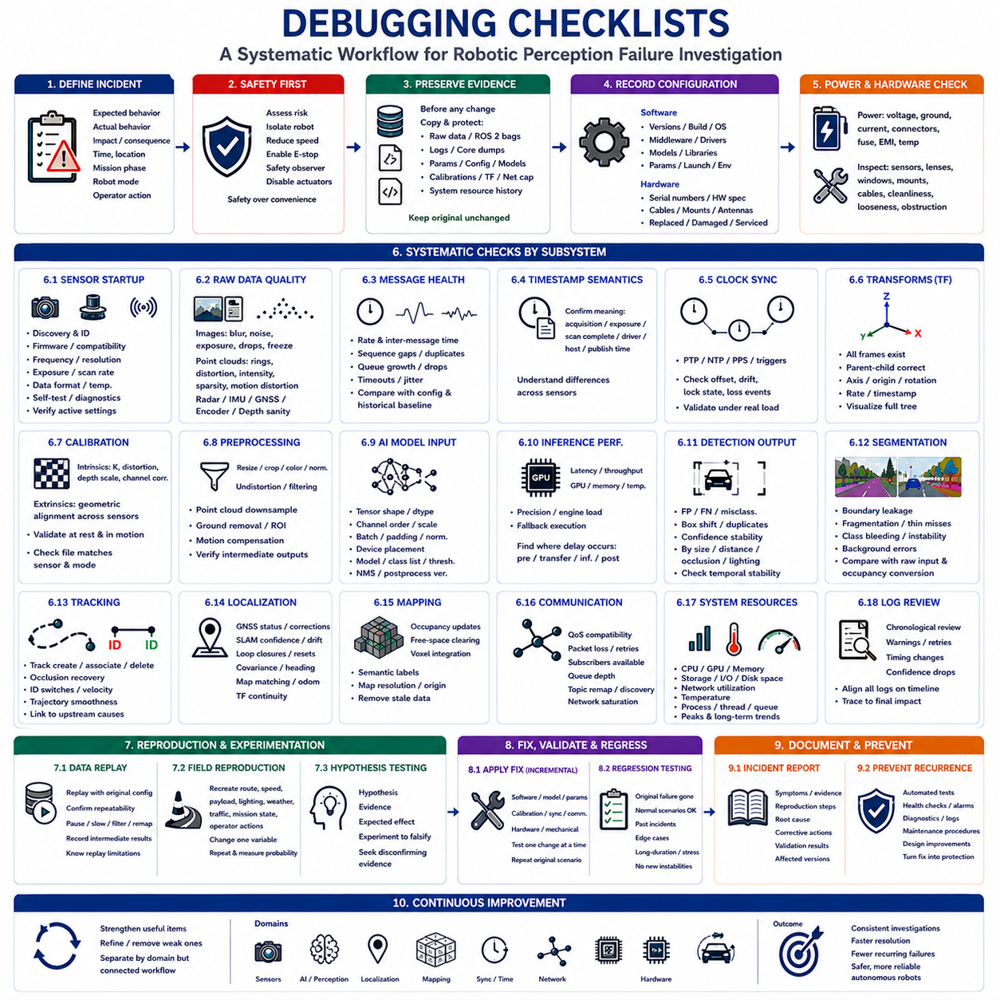 DEBUGGING CHECKLISTS
A Systematic Workflow for Robotic Perception Failure Investigation
1. DEFINE INCIDENT
Expected behavior
Actual behavior
Impact / consequence
Time, location
Mission phase
Robot mode
Operator action
2. SAFETY FIRST
Assess risk
Isolate robot
Reduce speed
Enable E-stop
Safety observer
Disable actuators
Safety over convenience
3. PRESERVE EVIDENCE
Before any change
Copy & protect:
• Raw data / ROS 2 bags
• Logs / Core dumps
• Params / Config / Models
• Calibrations / TF / Net cap
• System resource history
Keep original unchanged
4. RECORD CONFIGURATION
Software
• Versions / Build / OS
• Middleware / Drivers
• Models / Libraries
• Params / Launch / Env
Hardware
• Serial numbers / HW spec
• Cables / Mounts / Antennas
• Replaced / Damaged / Serviced
5. POWER & HARDWARE CHECK
Power: voltage, ground,
current, connectors,
fuse, EMI, temp
Inspect: sensors, lenses,
windows, mounts,
cables, cleanliness,
looseness, obstruction
6. SYSTEMATIC CHECKS BY SUBSYSTEM
6.1 SENSOR STARTUP
• Discovery & ID
• Firmware / compatibility
• Frequency / resolution
• Exposure / scan rate
• Data format / temp.
• Self-test / diagnostics
• Verify active settings
6.2 RAW DATA QUALITY
Images: blur, noise,
exposure, drops, freeze
Point clouds: rings,
distortion, intensity,
sparsity, motion distortion
Radar / IMU / GNSS /
Encoder / Depth sanity
6.3 MESSAGE HEALTH
• Rate & inter-message time
• Sequence gaps / duplicates
• Queue growth / drops
• Timeouts / jitter
• Compare with config &
historical baseline
6.4 TIMESTAMP SEMANTICS
Confirm meaning:
acquisition / exposure /
scan complete / driver /
host / publish time
Understand differences
across sensors
6.5 CLOCK SYNC
• PTP / NTP / PPS / triggers
• Check offset, drift,
lock state, loss events
• Validato under real load
6.6 TRANSFORMS (TF)
Z
X
y
• All frames exist
• Parent-child correct
• Axis / origin / rotation
• Rate / timestamp
• Visualize full tree
6.7 CALIBRATION
Intrinsics: K, distortion,
depth scale, channel corr.
Extrinsics: geometric
alignment across sensors
• Validate at rest & in motion
• Check file matches
sensor & mode
6.8 PREPROCESSING
Resize / crop / color / norm.
Undistortion / filtering
• Point cloud downsample
• Ground removal / ROI
• Motion compensation
• Verify intermediate outputs
6.9 AI MODEL INPUT
• Tensor shape / dtype
• Channel order / scale
• Batch / padding / norm.
• Device placement
• Model / class list / thresh.
• NMS / postprocess ver.
6.10 INFERENCE PERF.
GPU
Latency / throughput
GPU / memory / temp.
• Precision / engine load
• Fallback execution
Find where delay occurs:
pre / transfer / inf. / post
6.11 DETECTION OUTPUT
• FP / FN / misclass.
• Box shift / duplicates
• Confidence stability
• By size / distance /
occlusion / lighting
• Check temporal stability
6.12 SEGMENTATION
• Boundary leakage
• Fragmentation / thin misses
• Class bleeding / instability
• Background errors
• Compare with raw input &
occupancy conversion
6.13 TRACKING
ID
ID
• Track create / associate / delete
• Occlusion recovery
• ID switches / velocity
• Trajectory smoothness
• Link to upstream causes
6.14 LOCALIZATION
GNSS status / corrections
SLAM confidence / drift
Loop closures / resets
Covariance / heading
Map matching / odom
TF continuity
6.15 MAPPING
Occupancy updates
Free-space clearing
Voxel integration
• Semantic labels
• Map resolution / origin
• Remove stale data
6.16 COMMUNICATION
QoS compatibility
Packet loss / retries
Subscribers available
Queue depth
Topic remap / discovery
Network saturation
6.17 SYSTEM RESOURCES
• CPU / GPU / Memory
• Storage / I/O / Disk space
• Network utilization
• Temperature
• Process / thread / queue
• Peaks & long-term trends
6.18 LOG REVIEW
Chronological review
Warnings / retries
Timing changes
Confidence drops
• Align all logs on timeline
• Trace to final impact
7. REPRODUCTION & EXPERIMENTATION
7.1 DATA REPLAY
Replay with original config
Confirm repeatability
Pause / slow / filter / remap
Record intermediate results
Know replay limitations
7.2 FIELD REPRODUCTION
Recreate route, speed,
payload, lighting, weather,
traffic, mission state,
operator actions
Change one variable
Repeat & measure probability
7.3 HYPOTHESIS TESTING
Hypothesis
Evidence
Expected effect
Experiment to falsify
Seek disconfirming
evidence
8. FIX, VALIDATE & REGRESS
8.1 APPLY FIX (INCREMENTAL)
Software / model / params
Calibration / sync / comm.
Hardware / mechanical
Test one change at a time
Repeat original scenario
8.2 REGRESSION TESTING
Original failure gone
Normal scenarios OK
Past incidents
Edge cases
Long-duration / stress
No new instabilities
9. DOCUMENT & PREVENT
9.1 INCIDENT REPORT
Symptoms / evidence
Reproduction steps
Root cause
Corrective actions
Validation results
Affected versions
9.2 PREVENT RECURRENCE
Automated tests
Health checks / alarms
Diagnostics / logs
Maintenance procedures
Design improvements
Turn fix into protection
10. CONTINUOUS IMPROVEMENT
Strengthen useful items
Refine / remove weak ones
Separate by domain but
connected workflow
Domains
Sensors
AI / Perception
Localization
Mapping
Sync / Time
Network
Hardware
Outcome
Consistent investigations
Faster resolution
Fewer recurring failures
Safer, more reliable
autonomous robots